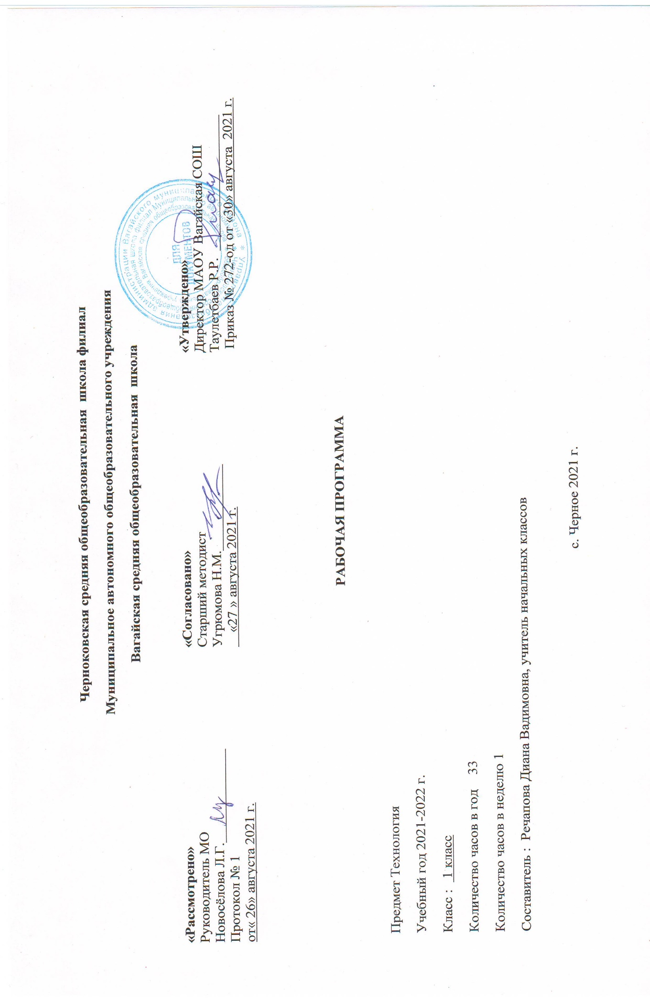 Черноковская средняя общеобразовательная школа филиал
Муниципальное автономного общеобразовательного учреждения
Вагайская средняя общеобразовательная школа
«Рассмотрено»
Руководитель МО
Новосёлова Л.Г.
Протокол № 1
от« 26» августа 2021 г.
«Согласовано»
Старший методист
Угрюмова Н.М.
«27 » августа 2021 г.
«Утверждено»
Директор МАОУ Вагайская СОШ
Таулетбаев Р.Р.
Приказ № 272-од от «30» августа 2021 г.
ДЛЯ
ДОКУМЕНТОВ
РАБОЧАЯ ПРОГРАММА
Предмет Технология
Учебный год 2021-2022 г.
Класс : 1 класс
Количество часов в год 33
Количество часов в неделю 1
Составитель : Речапова Диана Вадимовна, учитель начальных классов
с. Черное 2021 г.